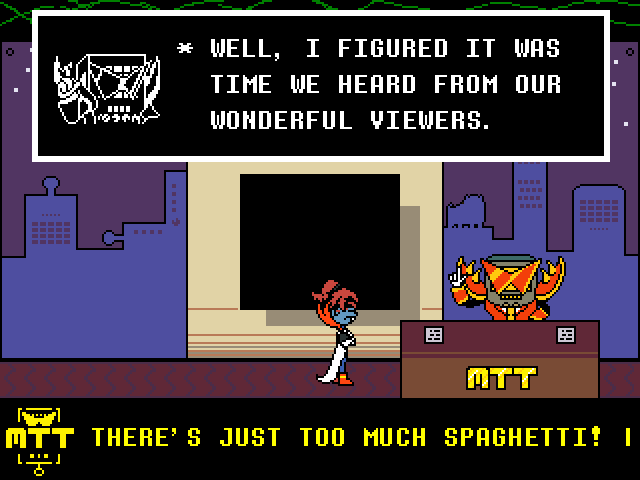 * WELL, I FIGURED IT WAS
TIME WE HEARD FROM OUR
WONDERFUL VIEWERS.
MTT
MTT THERE'S JUST TOO MUCH SPAGHETTI! I